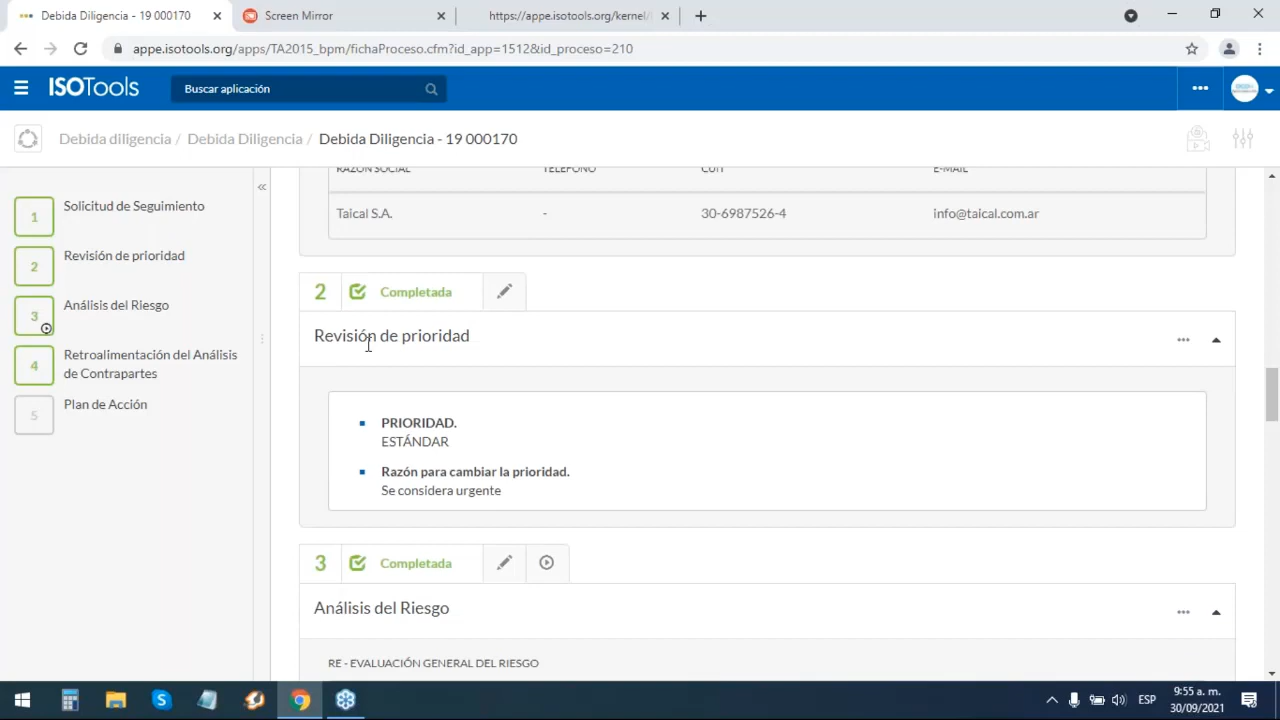 Debida Diligencia - 19 000170
Screen Mirror
https://appe.isotools.org/kernel/
appe.isotools.org/apps/TA2015_bpm/fichaProceso.cfm?id_app=1512&id_proceso=210
ISOTools
Buscar aplicación
Debida diligencia / Debida Diligencia / Debida Diligencia - 19 000170
1
Solicitud de Seguimiento
2
Revisión de prioridad
3
Análisis del Riesgo
4
Retroalimentación del Análisis
de Contrapartes
5
Plan de Acción
RAZÓN SOCIAL TELÉFONO CUIT E-MAIL
Taical S.A. - 30-6987526-4 info@taical.com.ar
2 Completada
Revisión de prioridad
PRIORIDAD.
ESTÁNDAR
Razón para cambiar la prioridad.
Se considera urgente
3 Completada
Análisis del Riesgo
RE - EVALUACIÓN GENERAL DEL RIESGO
ESP
9:55 a. m.
30/09/2021